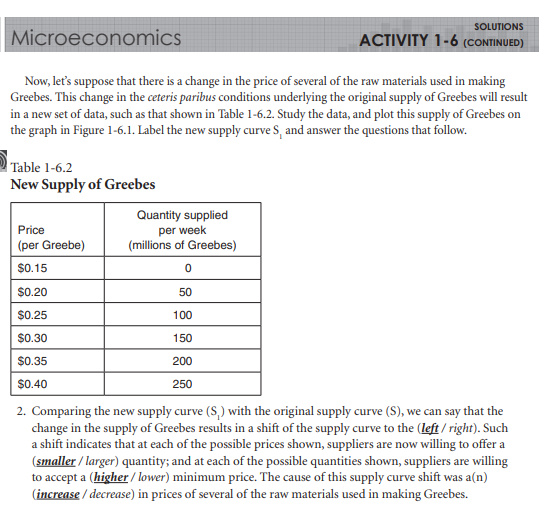 SOLUTIONS
Microeconomics
ACTIVITY 1-6 (CONTINUED)
Now, let's suppose that there is a change in the price of several of the raw materials used in making
Greebes. This change in the ceteris paribus conditions underlying the original supply of Greebes will result
in a new set of data, such as that shown in Table 1-6.2. Study the data, and plot this supply of Greebes on
the graph in Figure 1-6.1. Label the new supply curve S₁ and answer the questions that follow.
Table 1-6.2
New Supply of Greebes
Price
(per Greebe)
Quantity supplied
per week
(millions of Greebes)
$0.15 0
$0.20 50
$0.25 100
$0.30 150
$0.35 200
$0.40 250
2. Comparing the new supply curve (S₁) with the original supply curve (S), we can say that the
change in the supply of Greebes results in a shift of the supply curve to the (left / right). Such
a shift indicates that at each of the possible prices shown, suppliers are now willing to offer a
(smaller / larger) quantity; and at each of the possible quantities shown, suppliers are willing
to accept a (higher / lower) minimum price. The cause of this supply curve shift was a(n)
(increase / decrease) in prices of several of the raw materials used in making Greebes.